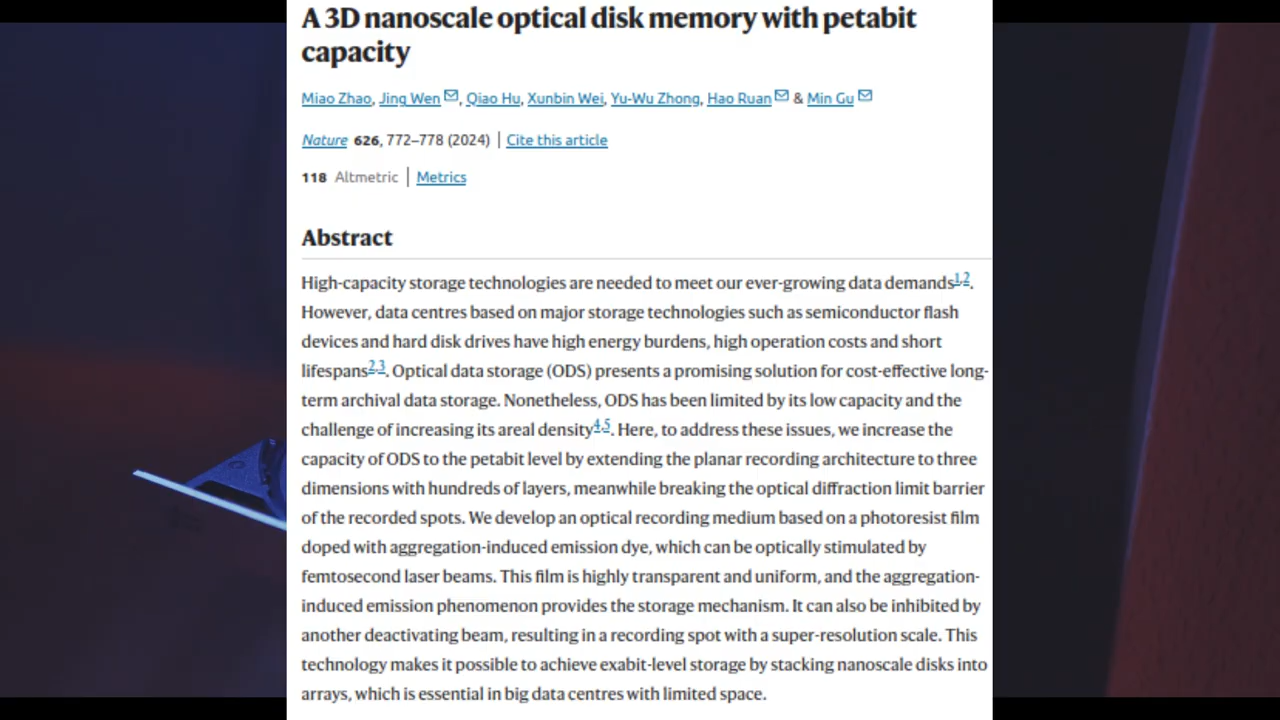 A 3D nanoscale optical disk memory with petabit
capacity
Miao Zhao, Jing Wen, Qiao Hu, Xunbin Wei, Yu-Wu Zhong, Hao Ruan & Min Gu
Nature 626, 772–778 (2024) | Cite this article
118 Altmetric | Metrics
Abstract
High-capacity storage technologies are needed to meet our ever-growing data demands1,2.
However, data centres based on major storage technologies such as semiconductor flash
devices and hard disk drives have high energy burdens, high operation costs and short
lifespans2,3. Optical data storage (ODS) presents a promising solution for cost-effective long-
term archival data storage. Nonetheless, ODS has been limited by its low capacity and the
challenge of increasing its areal density4,5. Here, to address these issues, we increase the
capacity of ODS to the petabit level by extending the planar recording architecture to three
dimensions with hundreds of layers, meanwhile breaking the optical diffraction limit barrier
of the recorded spots. We develop an optical recording medium based on a photoresist film
doped with aggregation-induced emission dye, which can be optically stimulated by
femtosecond laser beams. This film is highly transparent and uniform, and the aggregation-
induced emission phenomenon provides the storage mechanism. It can also be inhibited by
another deactivating beam, resulting in a recording spot with a super-resolution scale. This
technology makes it possible to achieve exabit-level storage by stacking nanoscale disks into
arrays, which is essential in big data centres with limited space.